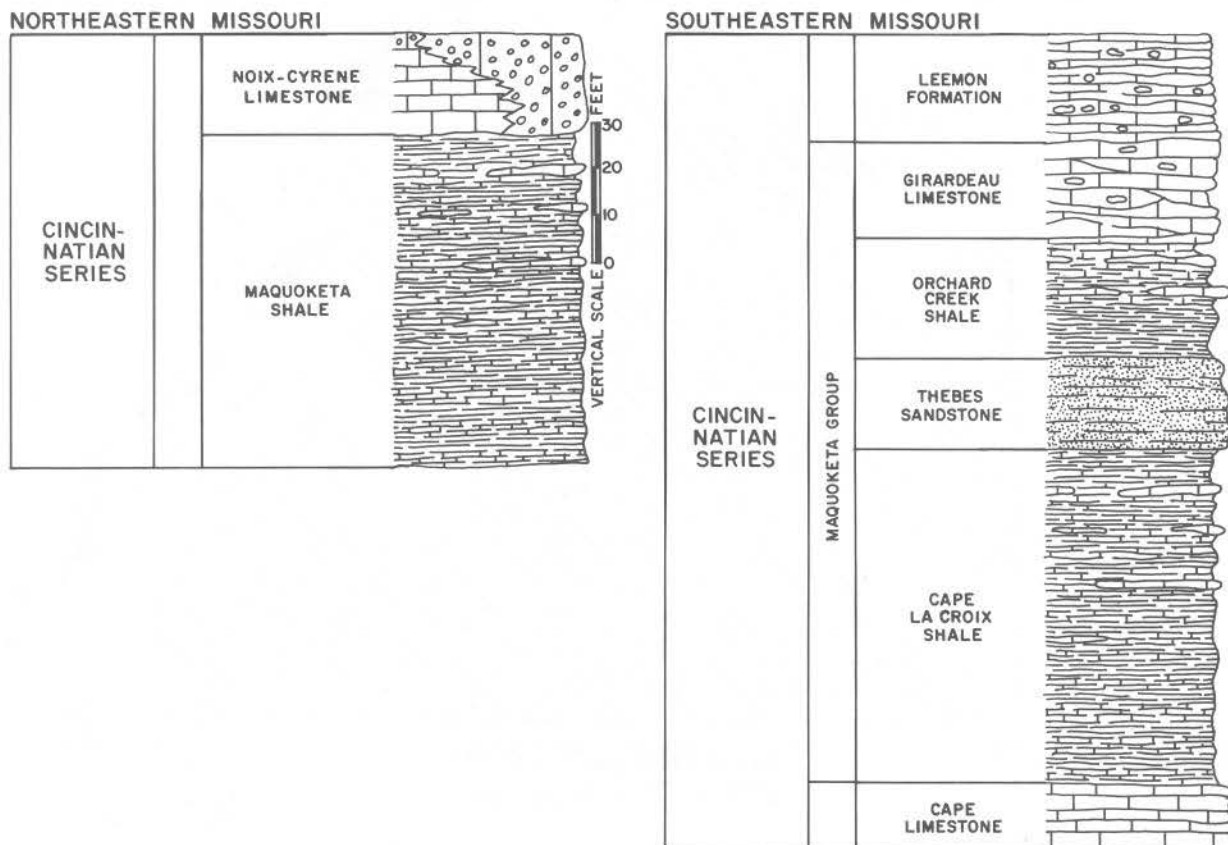 NORTHEASTERN MISSOURI
CINCIN-
NATIAN
SERIES
NOIX-CYRENE
LIMESTONE
MAQUOKETA
SHALE
FEET
30
20
10
0
VERTICAL SCALE
SOUTHEASTERN MISSOURI
CINCIN-
NATIAN
SERIES
MAQUOKETA GROUP
LEEMON
FORMATION
GIRARDEAU
LIMESTONE
ORCHARD
CREEK
SHALE
THEBES
SANDSTONE
CAPE
LA CROIX
SHALE
CAPE
LIMESTONE